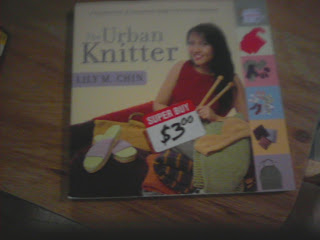 The Urban
Knitter
LILY M. CHIN
SUPER BUY
$3.00